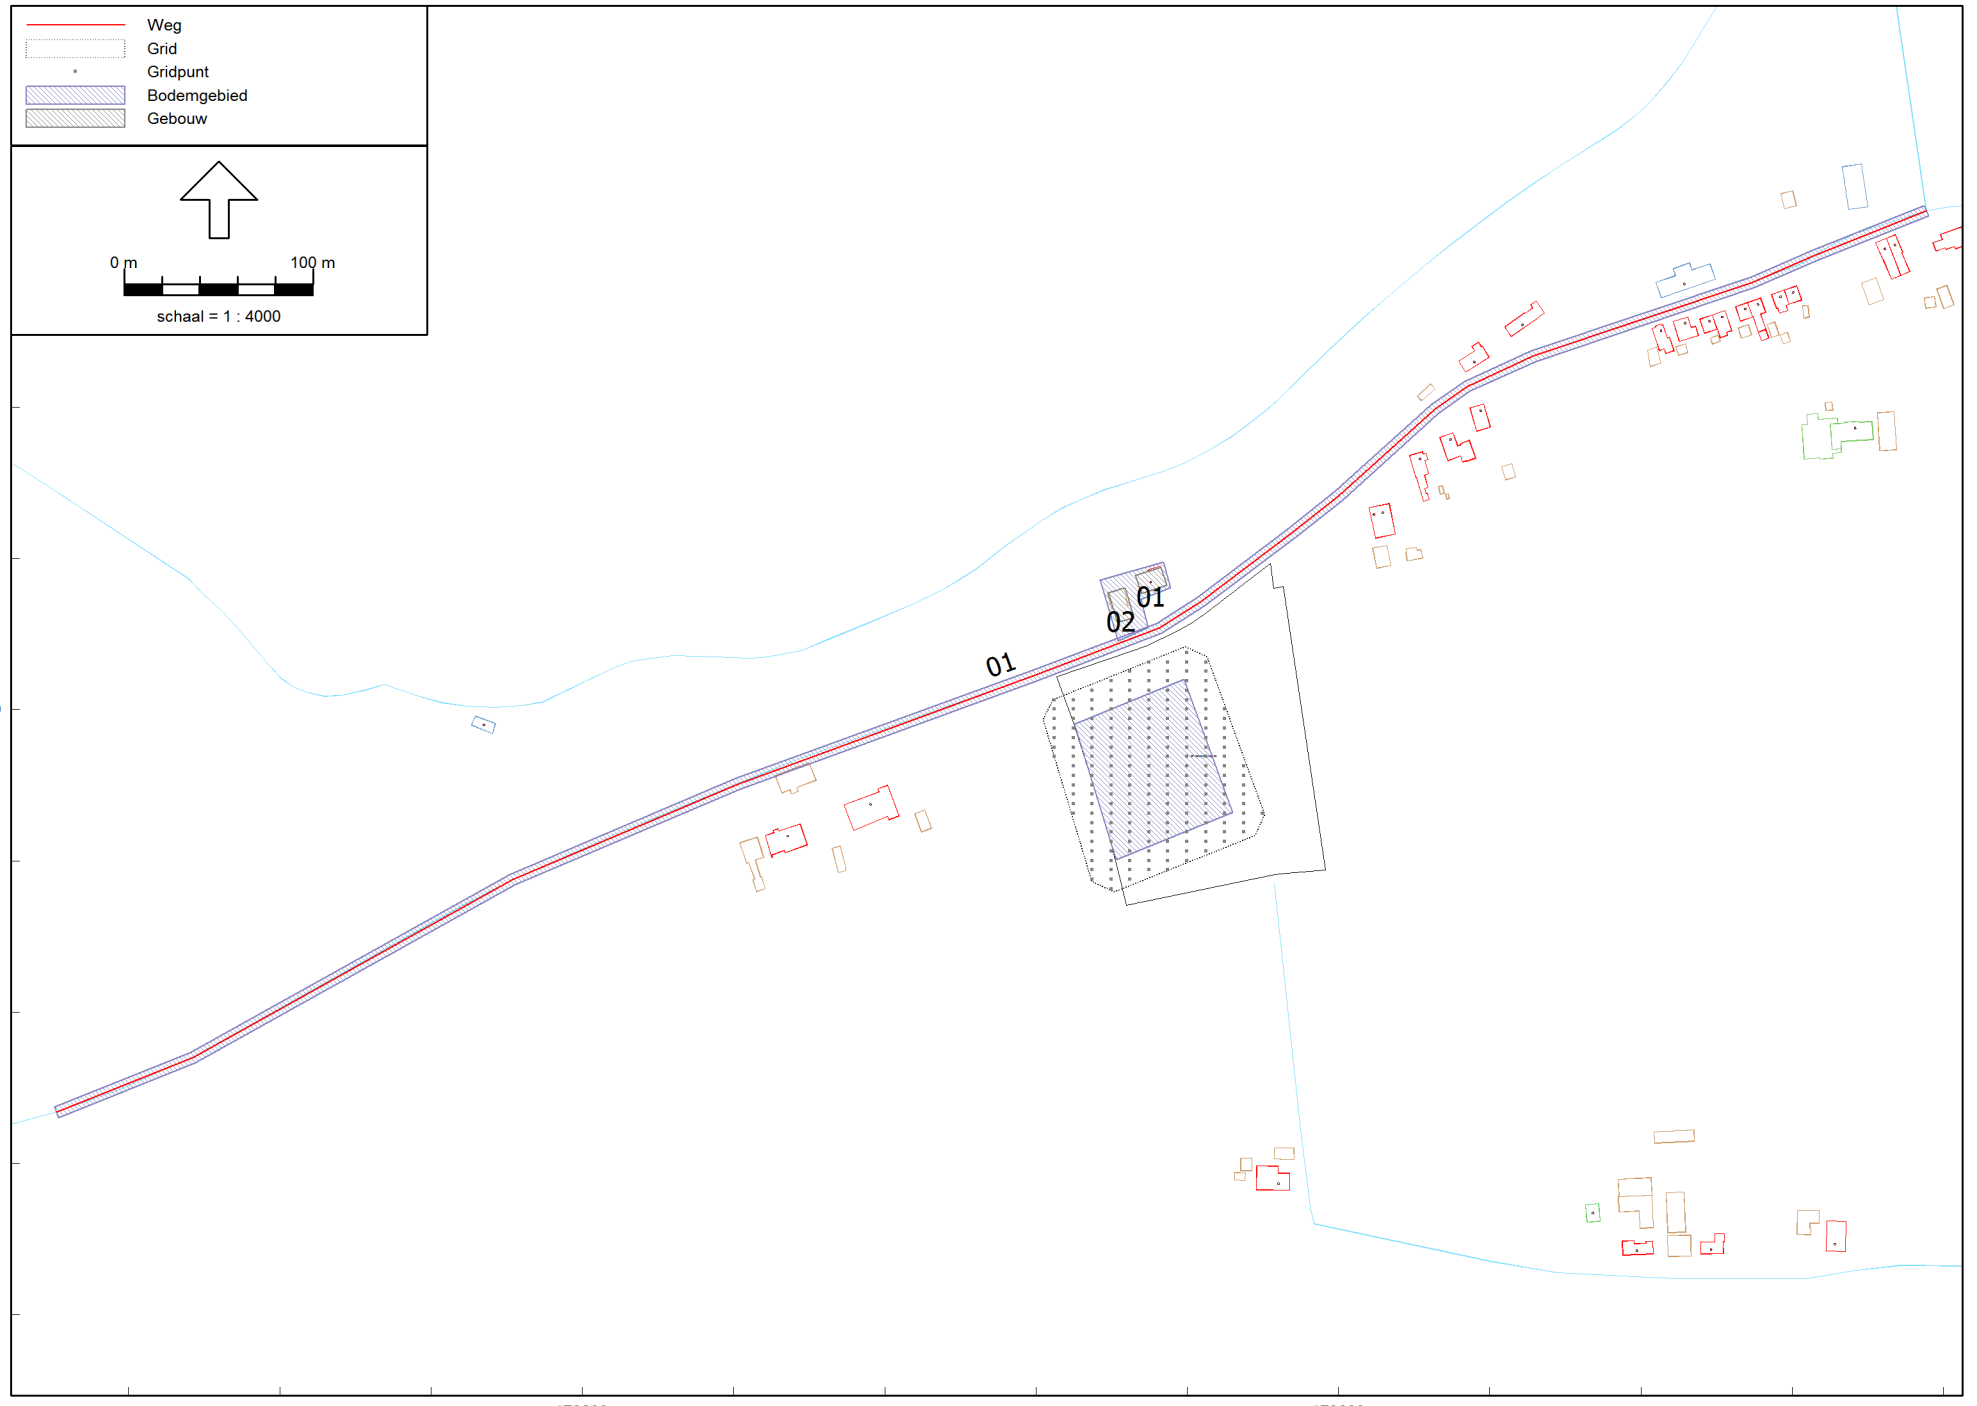 Weg
Grid
Gridpunt
Bodemgebied
Gebouw
0 m 100 m
schaal = 1 : 4000
01
02
01